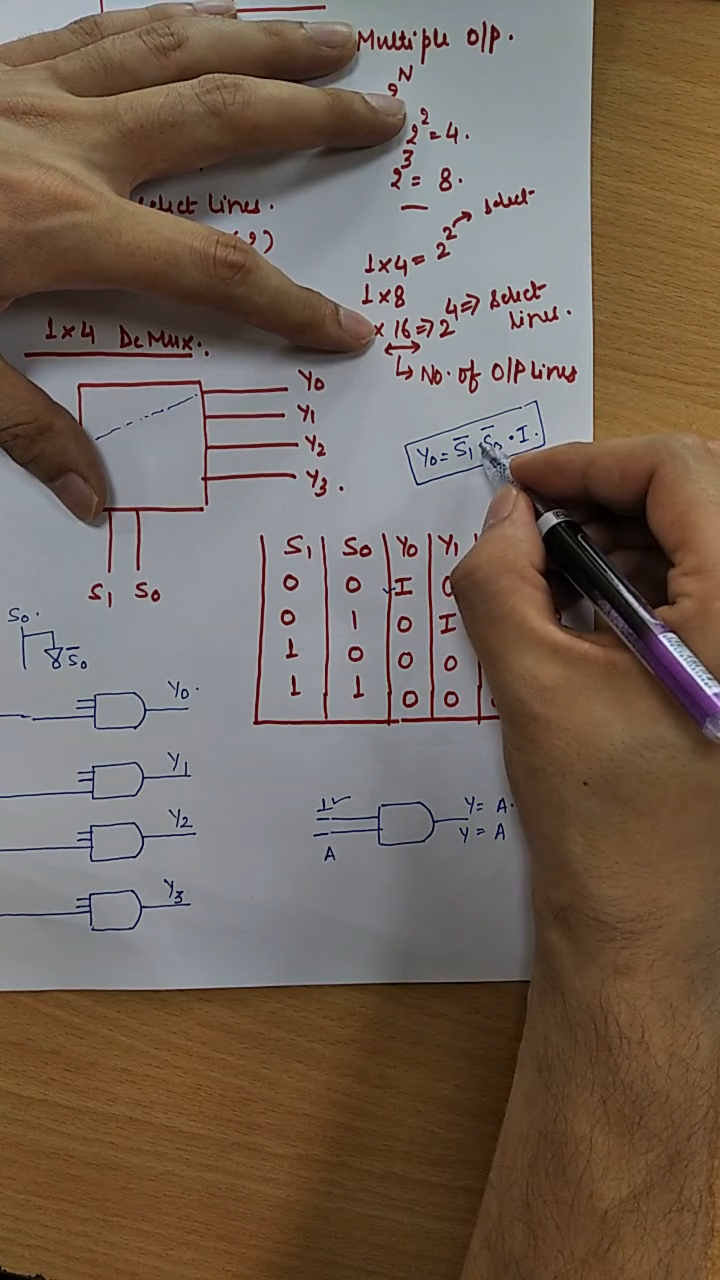 Multiple O/p.
2^N
2^2 = 4.
2^3 = 8.
select lines.
1×4 = 2^2 → select
1×8
× 16 ⇒ 2^4 ⇒ select lines.
↳ No. of O/P Lines
1×4 DeMux.
Y0
Y1
Y2
Y3.
S1 S0
Y0 = S̅1 S̅0 · I.
S1 S0 Y0 Y1
0 0 I 0
0 1 0 I
1 0 0 0
1 1 0 0
S0.
S̅0
Y0.
Y1
Y2
Y3
1 ✓
A
Y = A.
Y = A